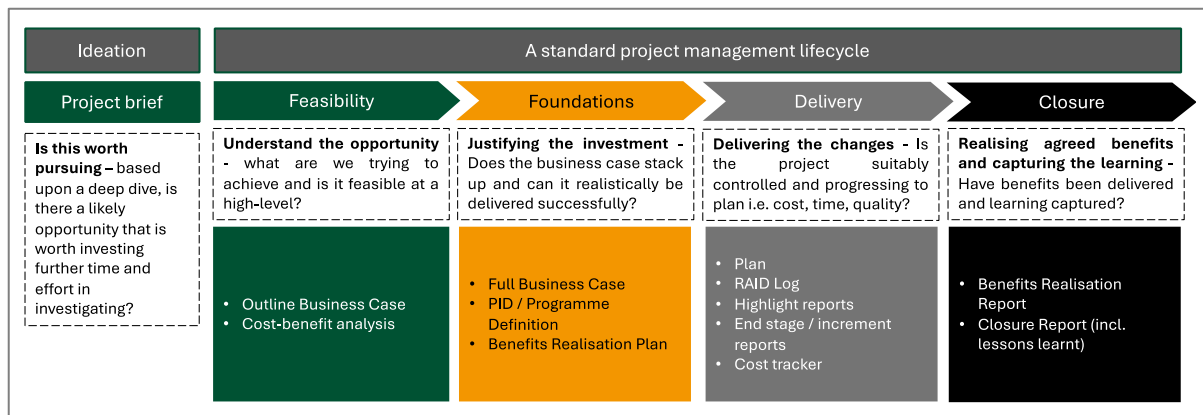 Ideation
A standard project management lifecycle
Project brief
Feasibility
Foundations
Delivery
Closure
Is this worth
pursuing – based
upon a deep dive, is
there a likely
opportunity that is
worth investing
further time and
effort in
investigating?
Understand the opportunity
- what are we trying to
achieve and is it feasible at a
high-level?
Justifying the investment -
Does the business case stack
up and can it realistically be
delivered successfully?
Delivering the changes - Is
the project suitably
controlled and progressing to
plan i.e. cost, time, quality?
Realising agreed benefits
and capturing the learning -
Have benefits been delivered
and learning captured?
• Outline Business Case
• Cost-benefit analysis
• Full Business Case
• PID / Programme
Definition
• Benefits Realisation Plan
• Plan
• RAID Log
• Highlight reports
• End stage / increment
reports
• Cost tracker
• Benefits Realisation
Report
• Closure Report (incl.
lessons learnt)